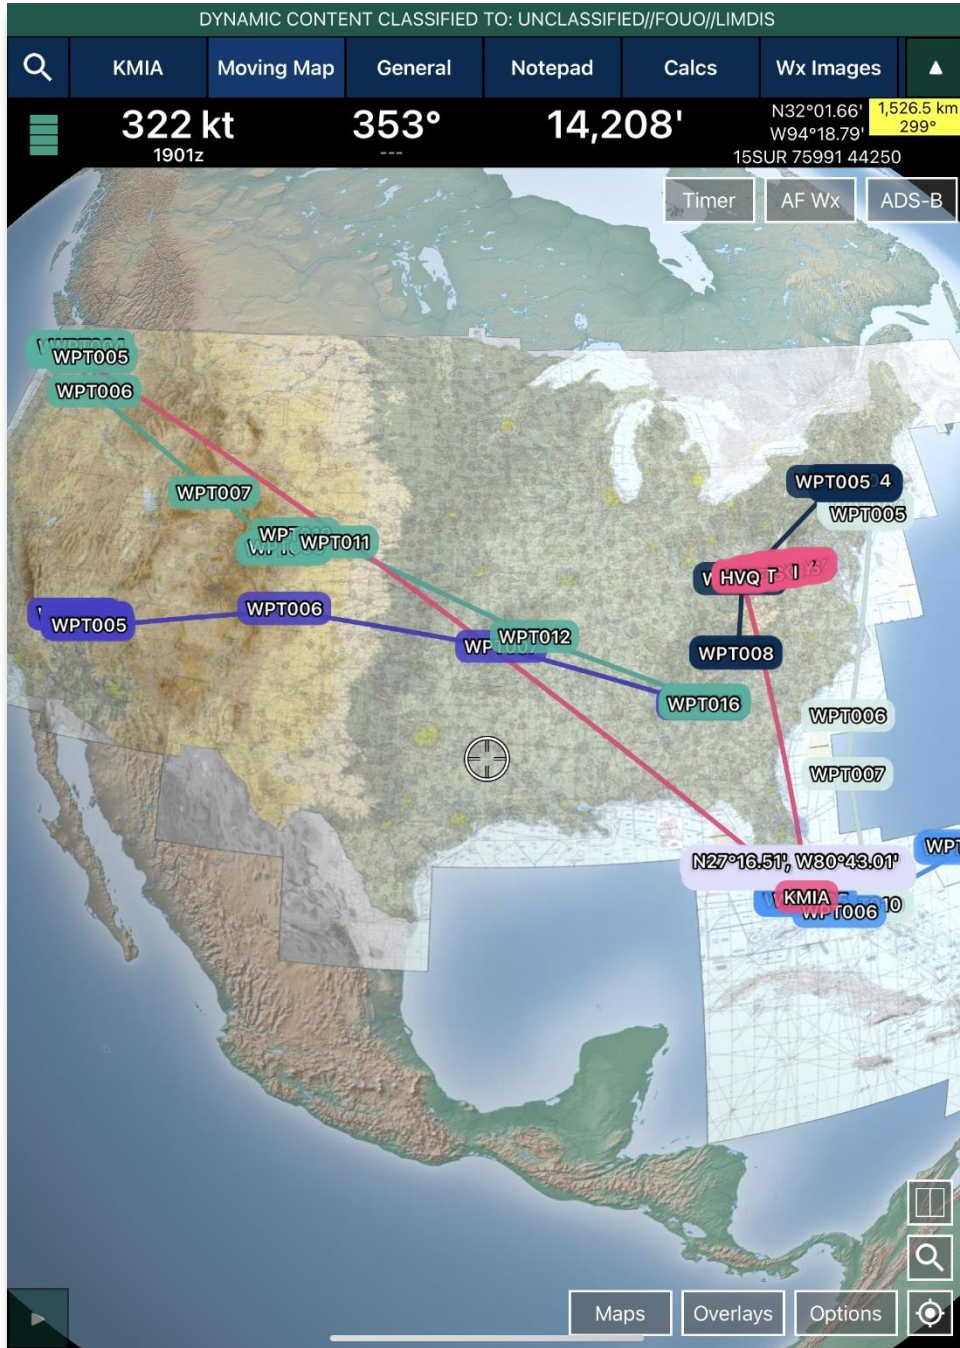 DYNAMIC CONTENT CLASSIFIED TO: UNCLASSIFIED//FOUO//LIMDIS
KMIA
Moving Map
General
Notepad
Calcs
Wx Images
322 kt
1901z
353°
---
14,208'
N32°01.66'
W94°18.79'
15SUR 75991 44250
1,526.5 km
299°
Timer
AF Wx
ADS-B
WPT005
WPT006
WPT007
WPT011
WPT005
4
WPT005
HVQ
WPT008
WPT005
WPT006
WPT012
WPT016
WPT006
WPT007
N27°16.51', W80°43.01'
KMIA
WPT006
Maps
Overlays
Options